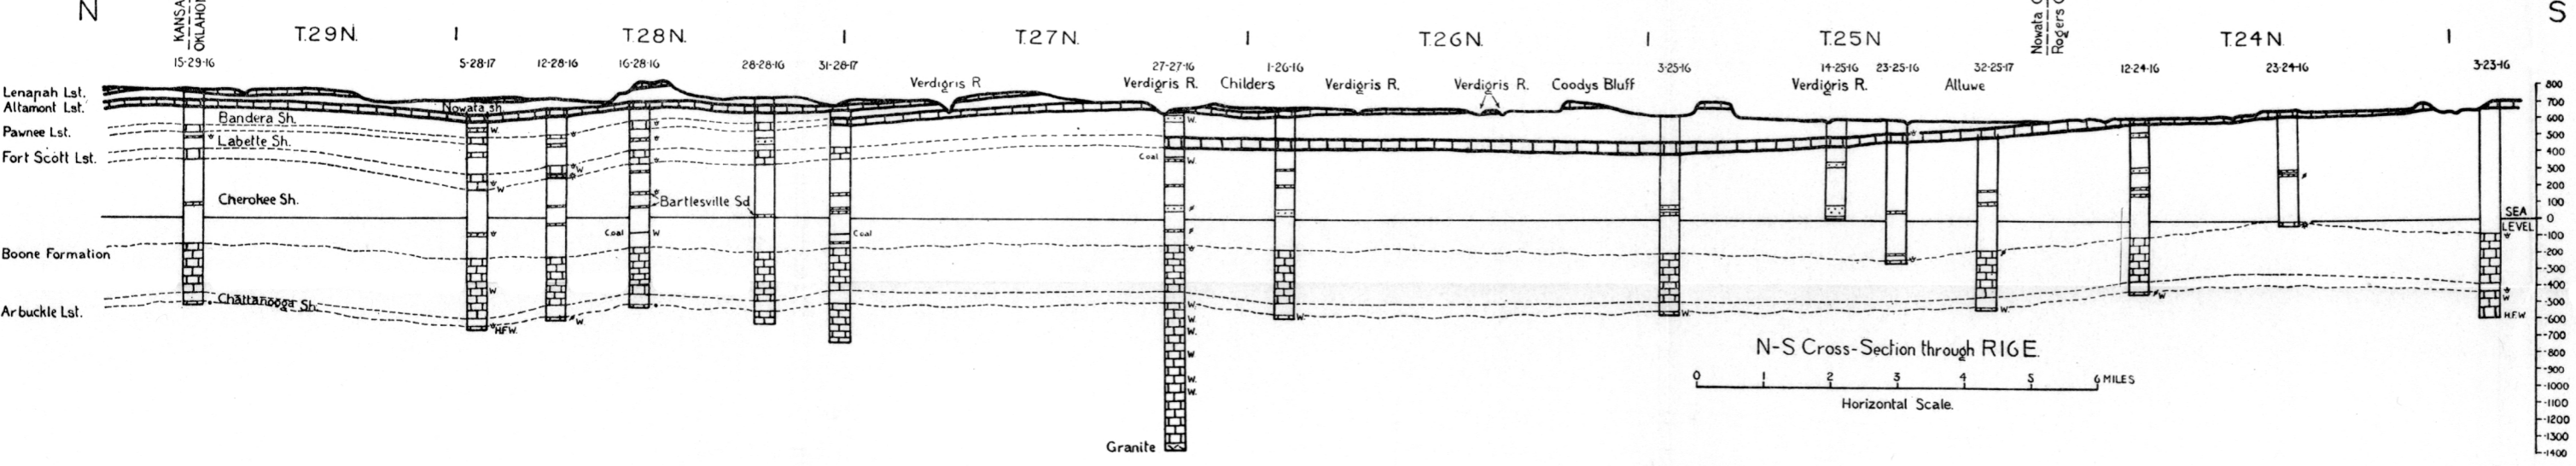 N
S
T.29N. T.28N. T.27N. T.26N. T.25N T.24N
15-29-16 5-28-17 12-28-16 16-28-16 28-28-16 31-28-17 27-27-16 1-26-16 3-25-16 14-25-16 23-25-16 32-25-17 12-24-16 23-24-16 3-23-16
Verdigris R Verdigris R. Childers Verdigris R. Verdigris R. Coodys Bluff Verdigris R. Alluwe
Lenapah Lst.
Altamont Lst.
Nowata sh.
Bandera Sh.
Pawnee Lst.
Labette Sh.
Fort Scott Lst.
Coal
Cherokee Sh.
Bartlesville Sd
Coal
Coal
Boone Formation
Chattanooga Sh.
Arbuckle Lst.
H.F.W.
H.F.W
Granite
W. W W W. W
800
700
600
500
400
300
200
100
SEA LEVEL 0
-100
-200
-300
-400
-500
-600
-700
-800
-900
-1000
-1100
-1200
-1300
-1400
N-S Cross-Section through R16E.
0 1 2 3 4 5 6 MILES
Horizontal Scale.